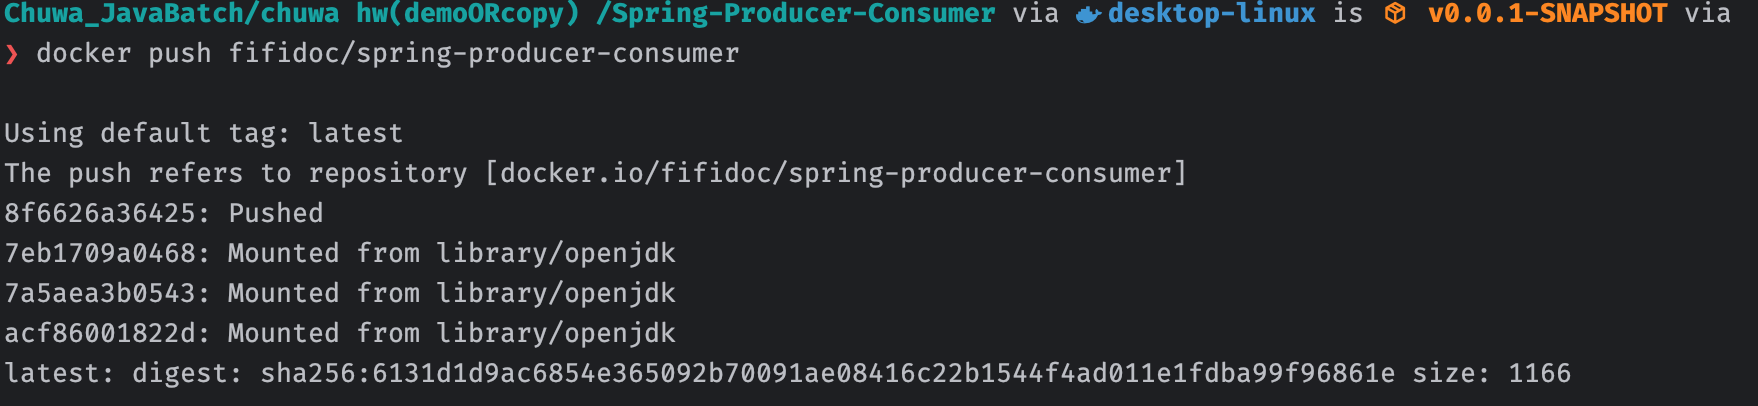 Chuwa_JavaBatch/chuwa hw(demoORcopy) /Spring-Producer-Consumer via desktop-linux is v0.0.1-SNAPSHOT via
❯ docker push fifidoc/spring-producer-consumer
Using default tag: latest
The push refers to repository [docker.io/fifidoc/spring-producer-consumer]
8f6626a36425: Pushed
7eb1709a0468: Mounted from library/openjdk
7a5aea3b0543: Mounted from library/openjdk
acf86001822d: Mounted from library/openjdk
latest: digest: sha256:6131d1d9ac6854e365092b70091ae08416c22b1544f4ad011e1fdba99f96861e size: 1166